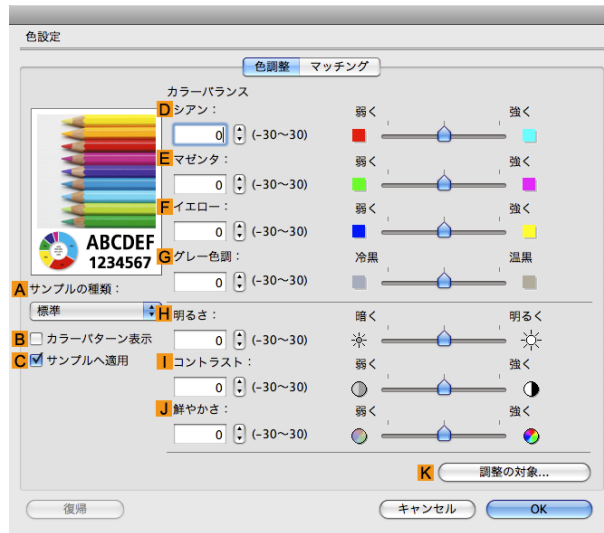 色設定
色調整 マッチング
カラーバランス
D シアン： 弱く 強く
0 (-30〜30)
E マゼンタ： 弱く 強く
0 (-30〜30)
F イエロー： 弱く 強く
0 (-30〜30)
G グレー色調： 冷黒 温黒
0 (-30〜30)
ABCDEF
1234567
A サンプルの種類：
標準
B カラーパターン表示
C サンプルへ適用
H 明るさ： 暗く 明るく
0 (-30〜30)
I コントラスト： 弱く 強く
0 (-30〜30)
J 鮮やかさ： 弱く 強く
0 (-30〜30)
K 調整の対象...
復帰 キャンセル OK